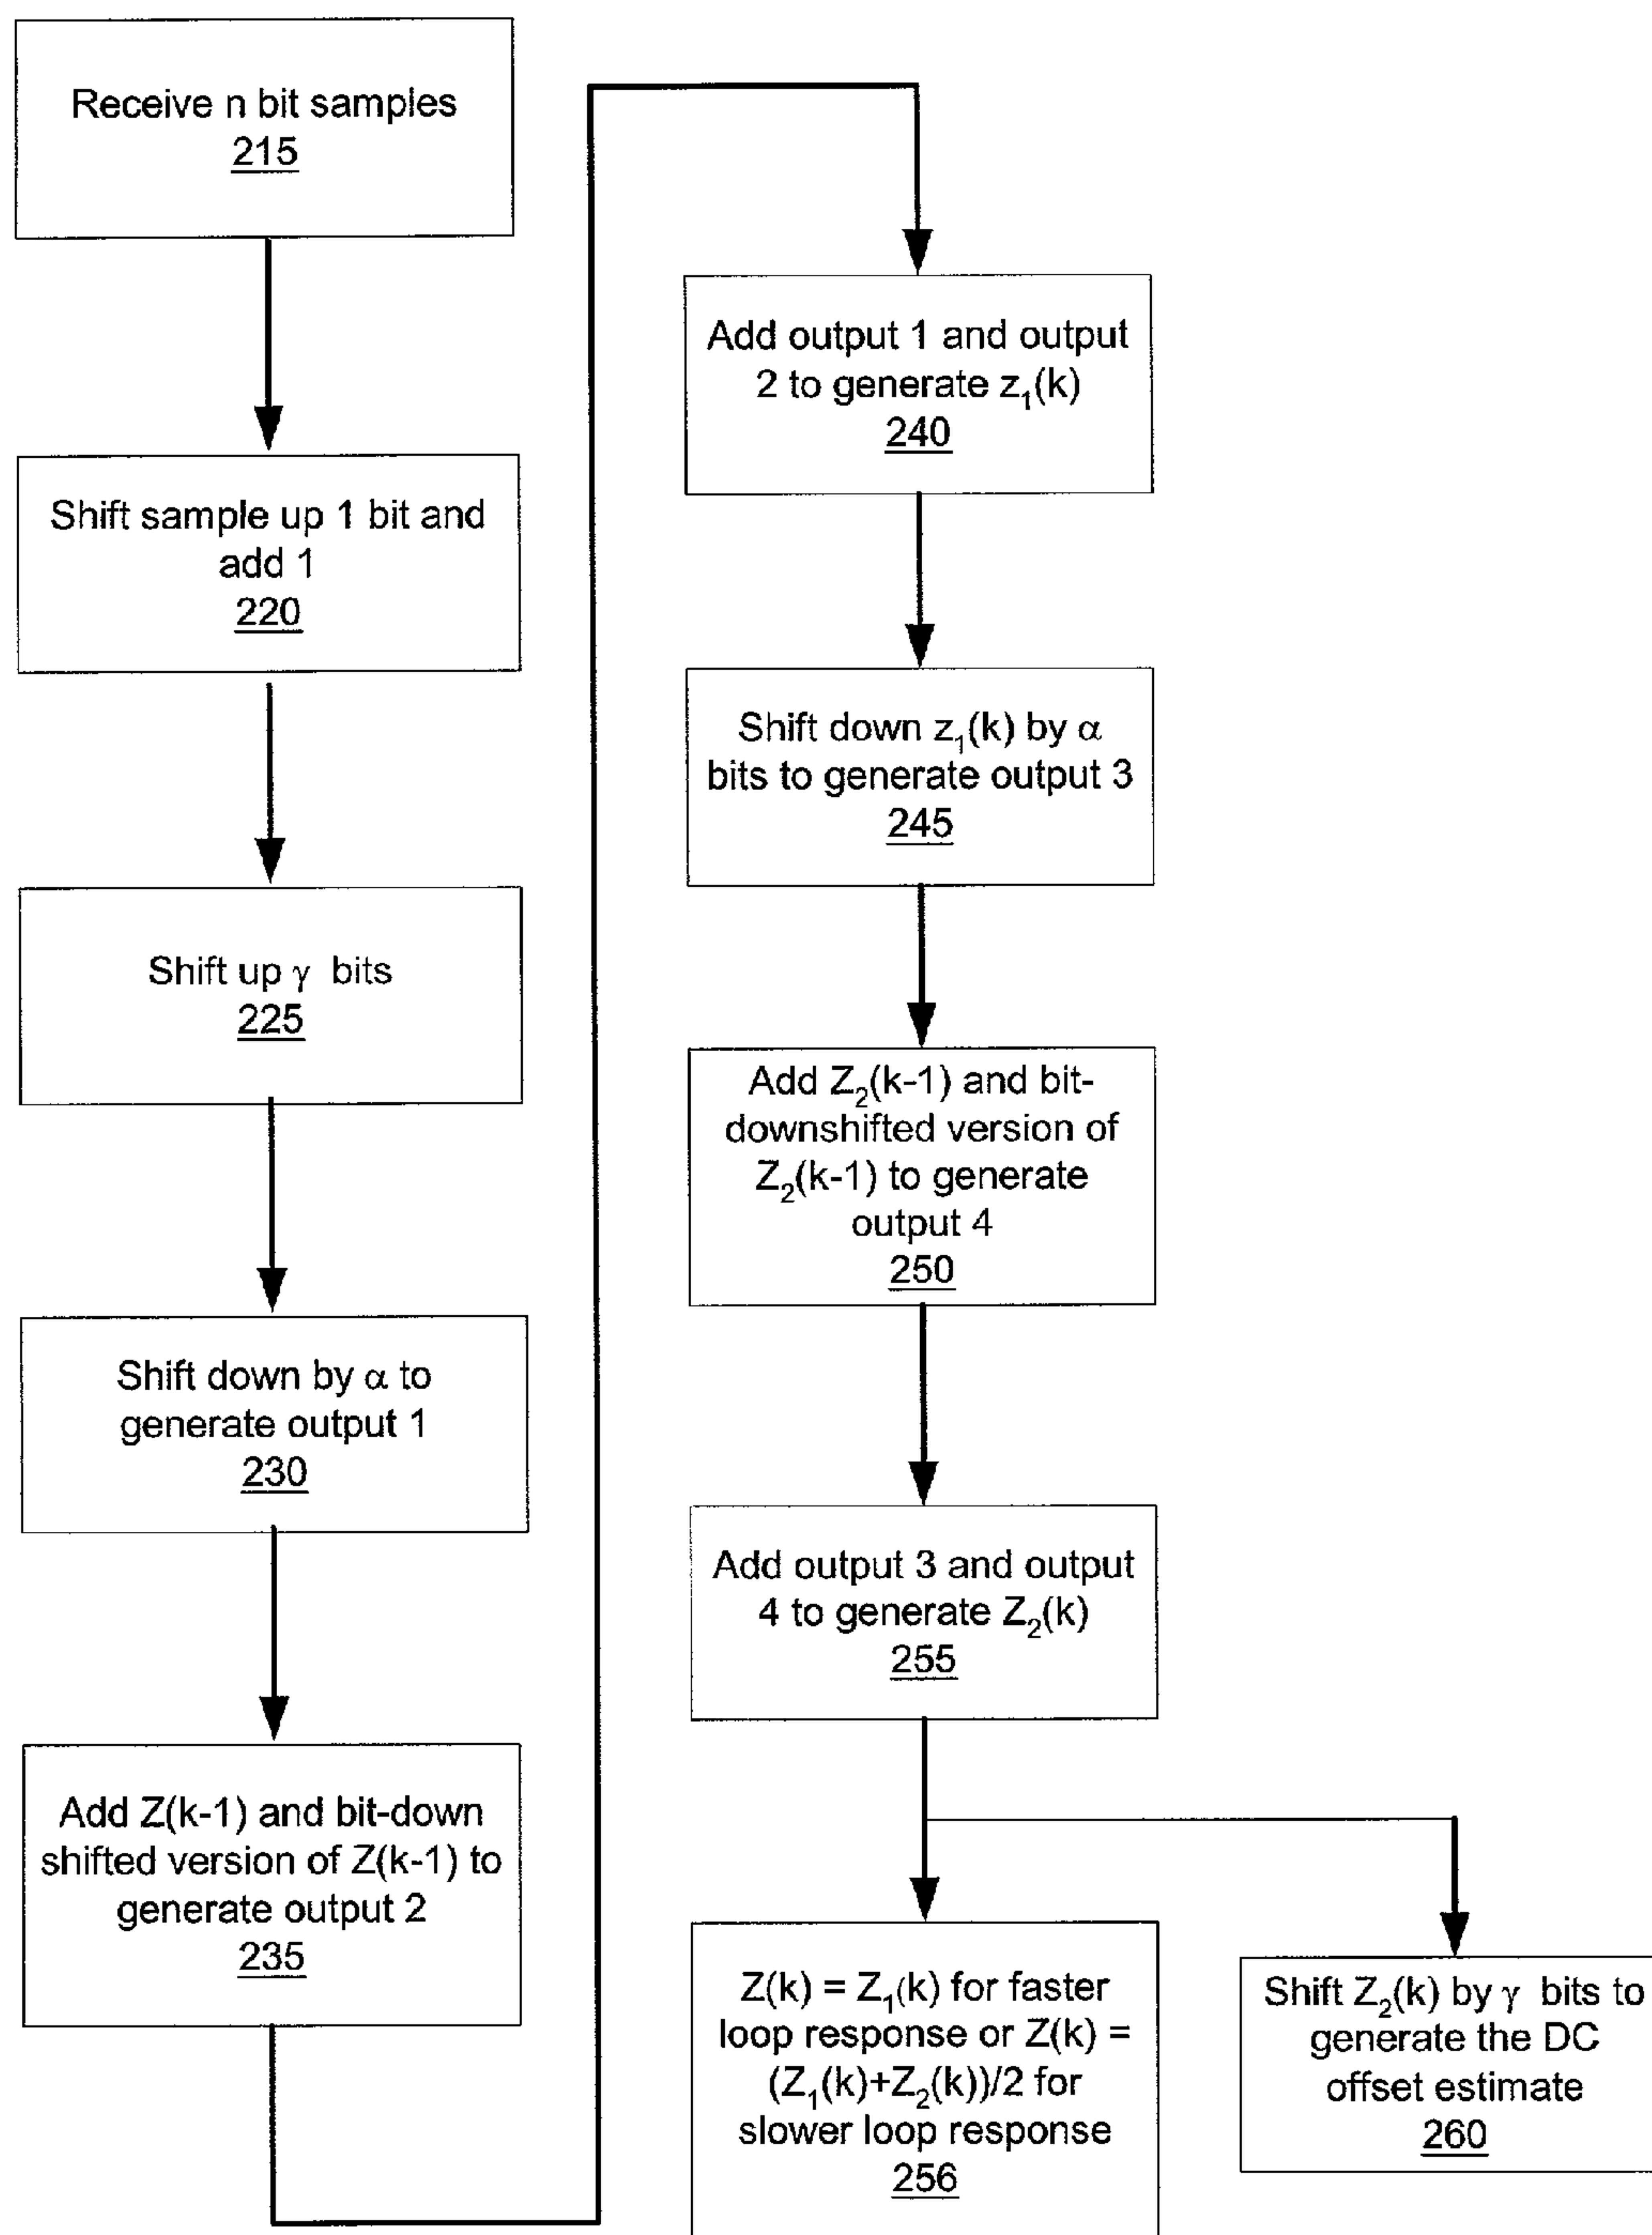 Receive n bit samples
215
Shift sample up 1 bit and
add 1
220
Shift up γ bits
225
Shift down by α to
generate output 1
230
Add Z(k-1) and bit-down
shifted version of Z(k-1) to
generate output 2
235
Add output 1 and output
2 to generate z₁(k)
240
Shift down z₁(k) by α
bits to generate output 3
245
Add Z₂(k-1) and bit-
downshifted version of
Z₂(k-1) to generate
output 4
250
Add output 3 and output
4 to generate Z₂(k)
255
Z(k) = Z₁(k) for faster
loop response or Z(k) =
(Z₁(k)+Z₂(k))/2 for
slower loop response
256
Shift Z₂(k) by γ bits to
generate the DC
offset estimate
260